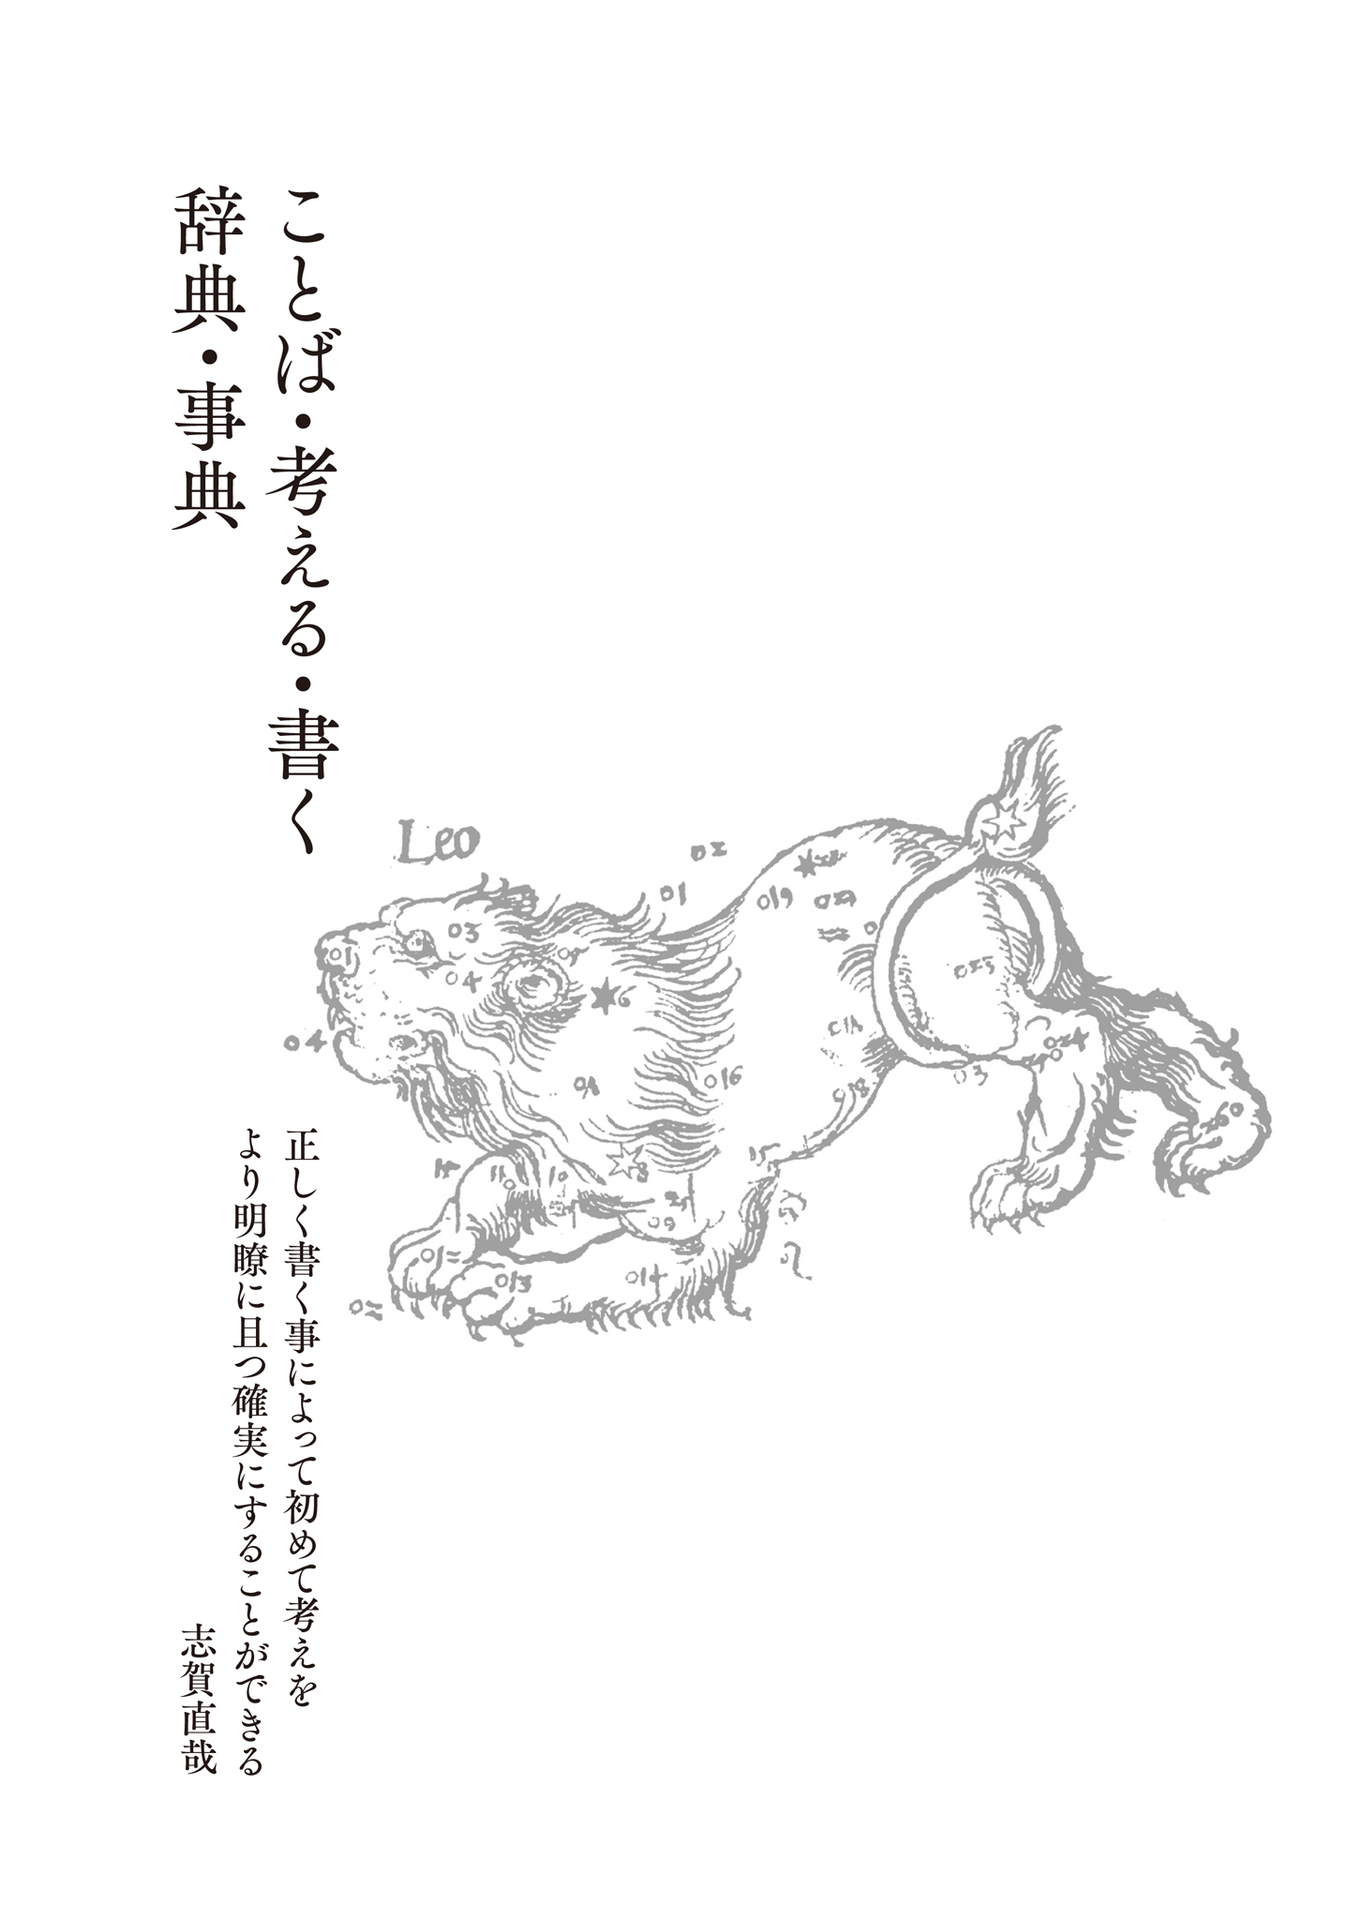 ことば・考える・書く
辞典・事典
Leo
正しく書く事によって初めて考えを
より明瞭に且つ確実にすることができる
志賀直哉